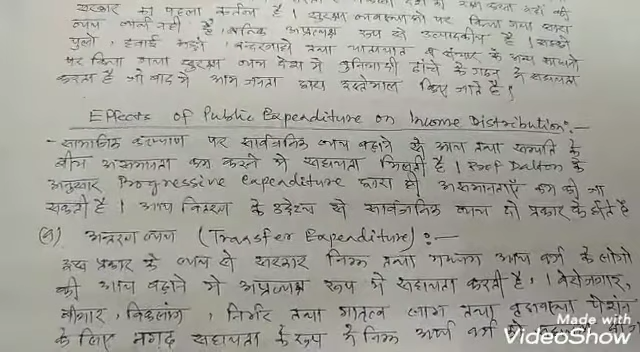 सरकार का पहला कर्तव्य है। सुरक्षा व्यवस्थाओं पर किया गया सारा
व्यय खाली नहीं है, बल्कि अप्रत्यक्ष रूप से उत्पादकीय है। सड़कों
पुलों, हवाई अड्डों, बन्दरगाहों तथा यातायात व संचार के अन्य साधनों
पर किया गया सुरक्षा व्यय देश में बुनियादी ढांचे के गठन में सहायता
करता है जो बाद में आम जनता द्वारा इस्तेमाल किए जाते हैं।
Effects of Public Expenditure on Income Distribution:-
- सामाजिक कल्याण पर सार्वजनिक व्यय बढ़ाने से आय तथा सम्पति के
बीच असमानता कम करने में सहायता मिलती है। Prof Dalton के
अनुसार Progressive expenditure द्वारा ही असमानताएँ कम की जा
सकती है। आय वितरण के उद्देश्य से सार्वजनिक व्यय दो प्रकार के होते है
(A) अन्तरण व्यय (Transfer Expenditure):-
इस प्रकार के व्यय से सरकार निम्न तथा मध्यम आय वर्ग के लोगों
की आय बढ़ाने में अप्रत्यक्ष रूप से सहायता करती है,। बेरोजगार,
बीमार, विकलांग, निर्भर तथा मातृत्व लाभ तथा वृद्धावस्था पेंशन
के लिए नगद सहायता के रूप में निम्न आय वर्ग
Made with
VideoShow